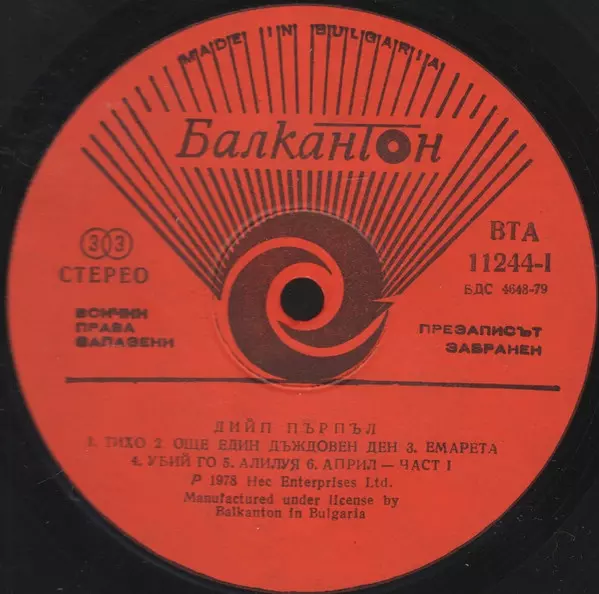 MADE IN BULGARIA
Балкантон
33
СТЕРЕО
ВТА
11244-I
БДС 4648-79
ВСИЧКИ
ПРАВА
ЗАПАЗЕНИ
ПРЕЗАПИСЪТ
ЗАБРАНЕН
ДИЙП ПЪРПЪЛ
1. ТИХО 2. ОЩЕ ЕДИН ДЪЖДОВЕН ДЕН 3. ЕМАРЕТА
4. УБИЙ ГО 5. АЛИЛУЯ 6. АПРИЛ — ЧАСТ I
P 1978 Hec Enterprises Ltd.
Manufactured under license by
Balkanton in Bulgaria